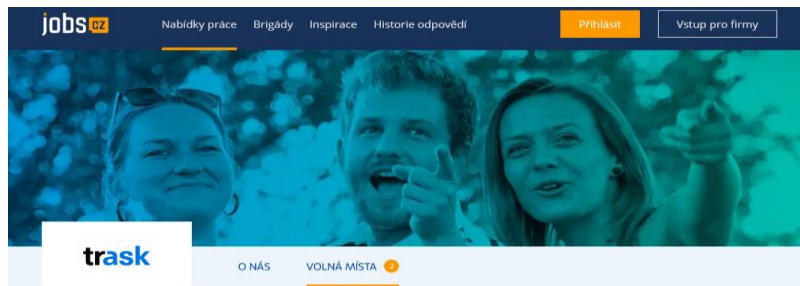 jobs cz Nabídky práce Brigády Inspirace Historie odpovědí Přihlásit Vstup pro firmy
trask O NÁS VOLNÁ MÍSTA 2